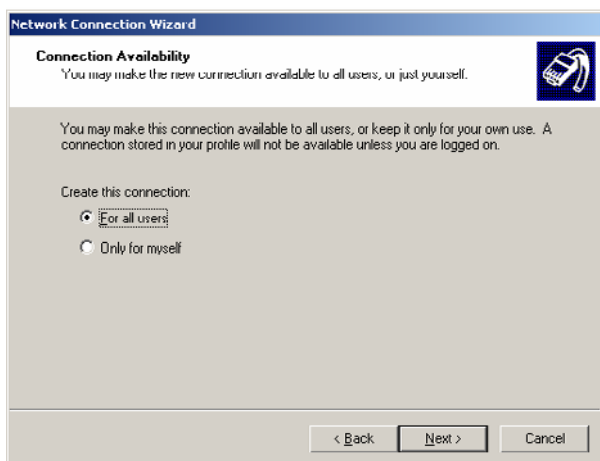 Network Connection Wizard
Connection Availability
You may make the new connection available to all users, or just yourself.
You may make this connection available to all users, or keep it only for your own use. A
connection stored in your profile will not be available unless you are logged on.
Create this connection:
For all users
Only for myself
< Back
Next >
Cancel